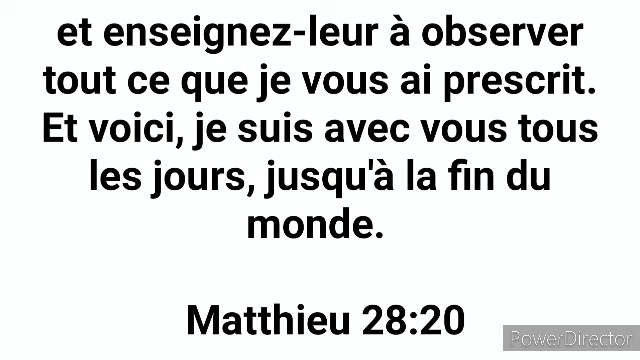 et enseignez-leur à observer
tout ce que je vous ai prescrit.
Et voici, je suis avec vous tous
les jours, jusqu'à la fin du
monde.
Matthieu 28:20
PowerDirector